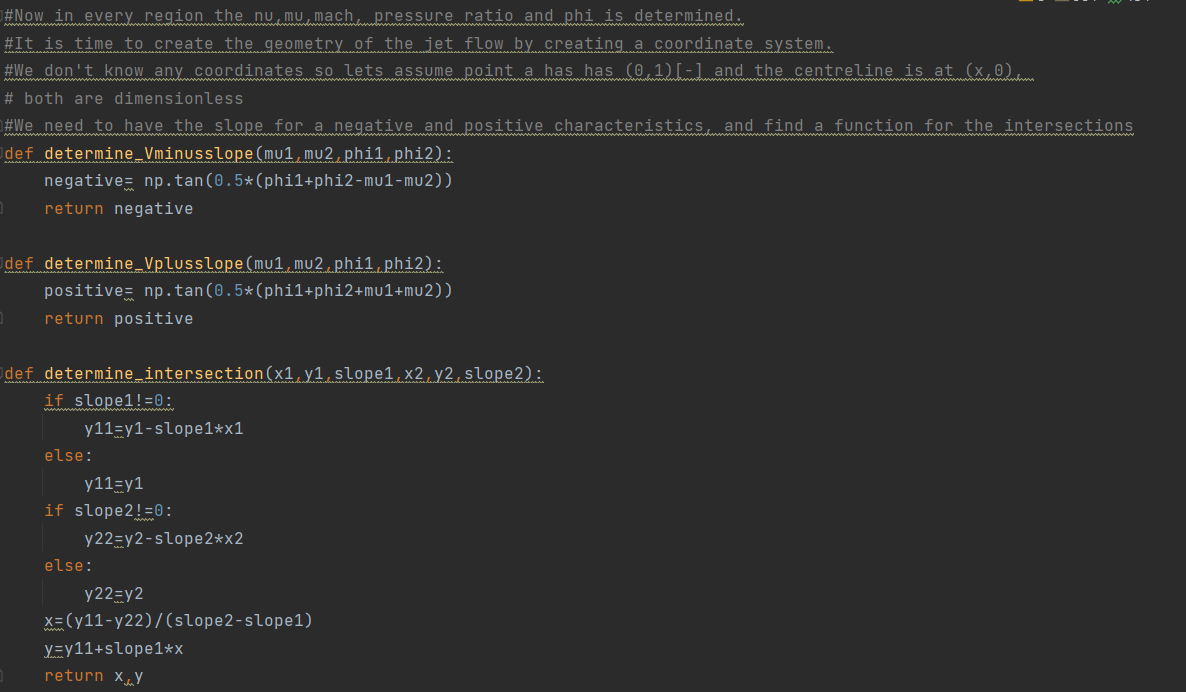 #Now in every region the nu,mu,mach, pressure ratio and phi is determined.
#It is time to create the geometry of the jet flow by creating a coordinate system.
#We don't know any coordinates so lets assume point a has has (0,1)[-] and the centreline is at (x,0),
# both are dimensionless
#We need to have the slope for a negative and positive characteristics, and find a function for the intersections
def determine_Vminusslope(mu1,mu2,phi1,phi2):
    negative= np.tan(0.5*(phi1+phi2-mu1-mu2))
    return negative

def determine_Vplusslope(mu1,mu2,phi1,phi2):
    positive= np.tan(0.5*(phi1+phi2+mu1+mu2))
    return positive

def determine_intersection(x1,y1,slope1,x2,y2,slope2):
    if slope1!=0:
        y11=y1-slope1*x1
    else:
        y11=y1
    if slope2!=0:
        y22=y2-slope2*x2
    else:
        y22=y2
    x=(y11-y22)/(slope2-slope1)
    y=y11+slope1*x
    return x,y